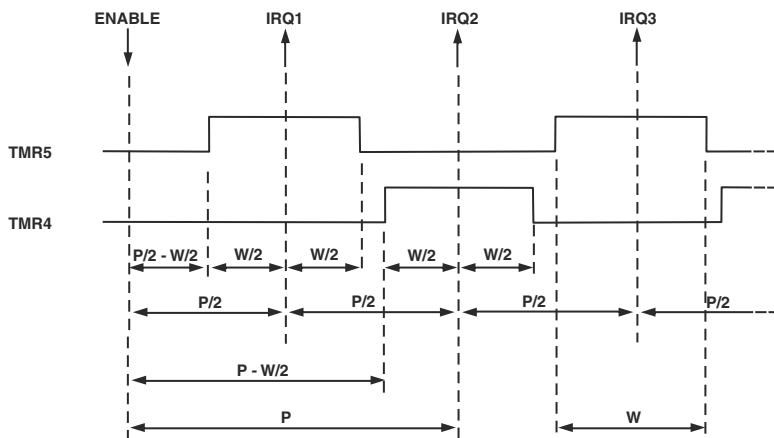 ENABLE IRQ1 IRQ2 IRQ3
TMR5
TMR4
P/2 - W/2 W/2 W/2 W/2 W/2
P/2 P/2 P/2 P/2
P - W/2
P W